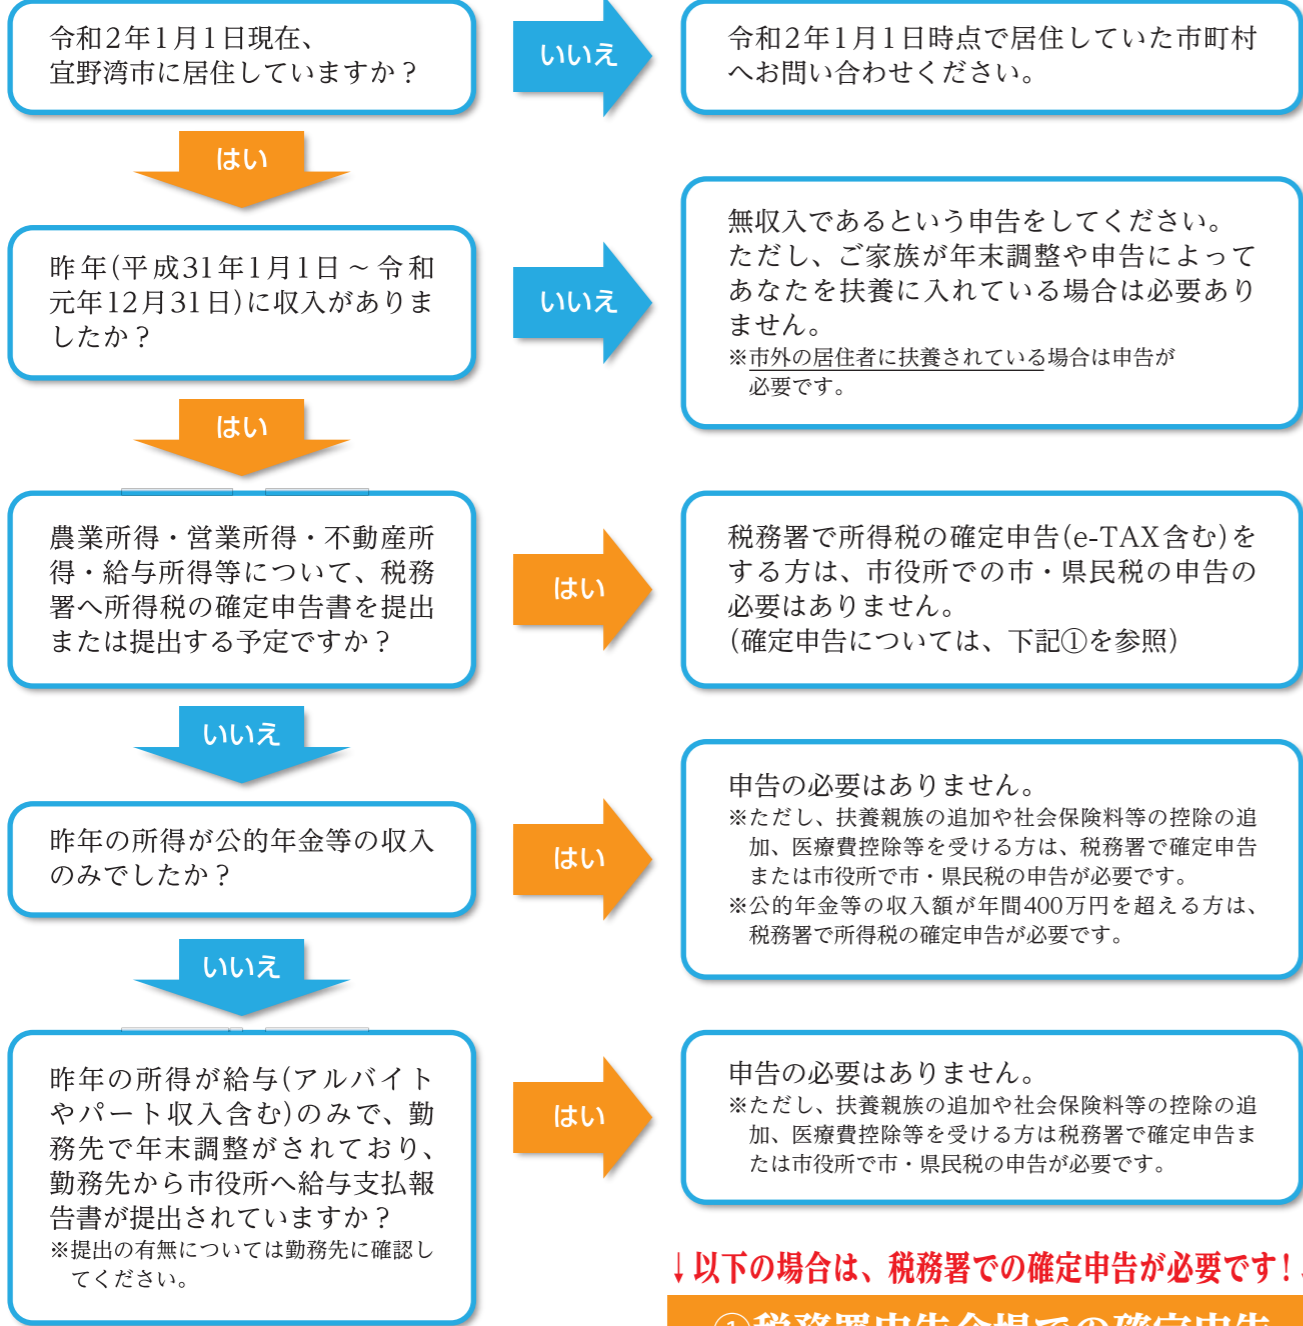 令和2年1月1日現在、
宜野湾市に居住していますか？
いいえ
令和2年1月1日時点で居住していた市町村
へお問い合わせください。
はい
昨年(平成31年1月1日～令和
元年12月31日)に収入がありま
したか？
いいえ
無収入であるという申告をしてください。
ただし、ご家族が年末調整や申告によって
あなたを扶養に入れている場合は必要あり
ません。
※市外の居住者に扶養されている場合は申告が
必要です。
はい
農業所得・営業所得・不動産所
得・給与所得等について、税務
署へ所得税の確定申告書を提出
または提出する予定ですか？
はい
税務署で所得税の確定申告(e-TAX含む)を
する方は、市役所での市・県民税の申告の
必要はありません。
(確定申告については、下記①を参照)
いいえ
昨年の所得が公的年金等の収入
のみでしたか？
はい
申告の必要はありません。
※ただし、扶養親族の追加や社会保険料等の控除の追
加、医療費控除等を受ける方は、税務署で確定申告
または市役所で市・県民税の申告が必要です。
※公的年金等の収入額が年間400万円を超える方は、
税務署で所得税の確定申告が必要です。
いいえ
昨年の所得が給与(アルバイト
やパート収入含む)のみで、勤
務先で年末調整がされており、
勤務先から市役所へ給与支払報
告書が提出されていますか？
※提出の有無については勤務先に確認し
てください。
はい
申告の必要はありません。
※ただし、扶養親族の追加や社会保険料等の控除の追
加、医療費控除等を受ける方は税務署で確定申告ま
たは市役所で市・県民税の申告が必要です。
↓以下の場合は、税務署での確定申告が必要です！
①税務署申告会場での確定申告